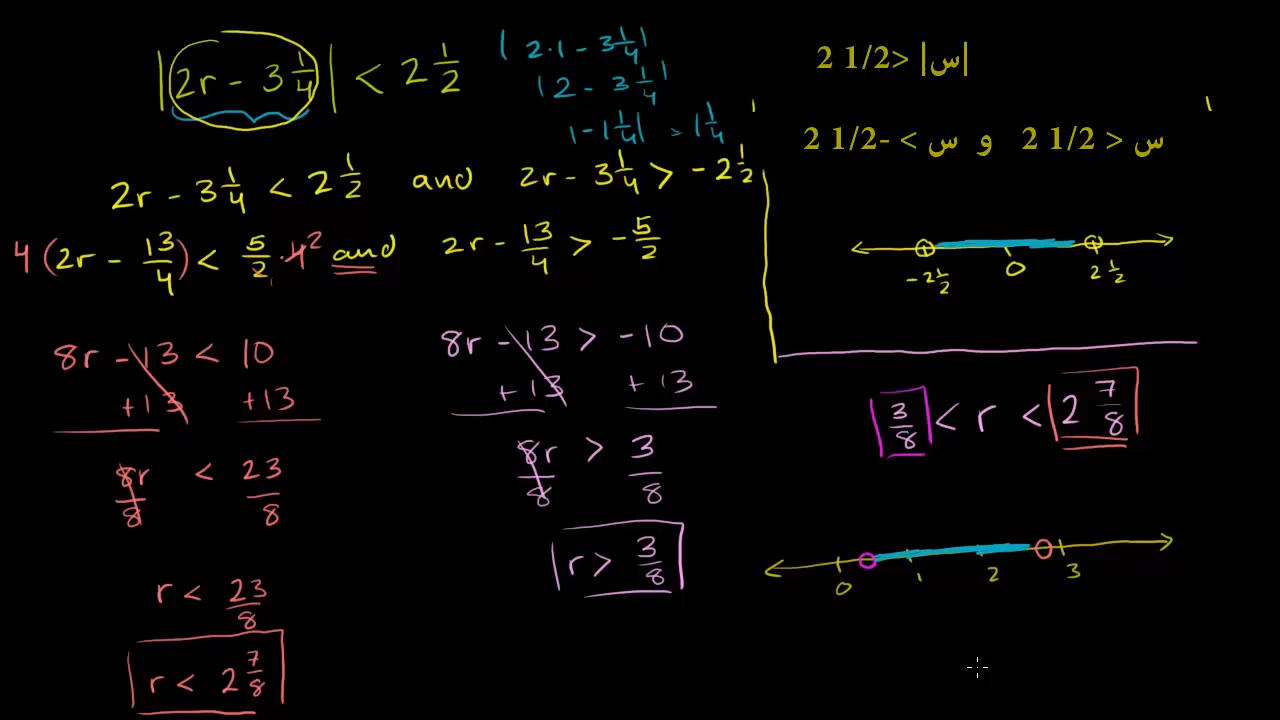 |2r - 3 1/4| < 2 1/2
|2·1 - 3 1/4|
|2 - 3 1/4|
|-1 1/4| = 1 1/4
2r - 3 1/4 < 2 1/2 and 2r - 3 1/4 > -2 1/2
4(2r - 13/4) < 5/2 · 4 2 and 2r - 13/4 > -5/2
8r - 13 < 10
+13 +13
8r/8 < 23/8
r < 23/8
r < 2 7/8
8r - 13 > -10
+13 +13
8r/8 > 3/8
r > 3/8
|س| <2 1/2
س < 2 1/2 و س > -2 1/2
-2 1/2 0 2 1/2
3/8 < r < 2 7/8
0 1 2 3